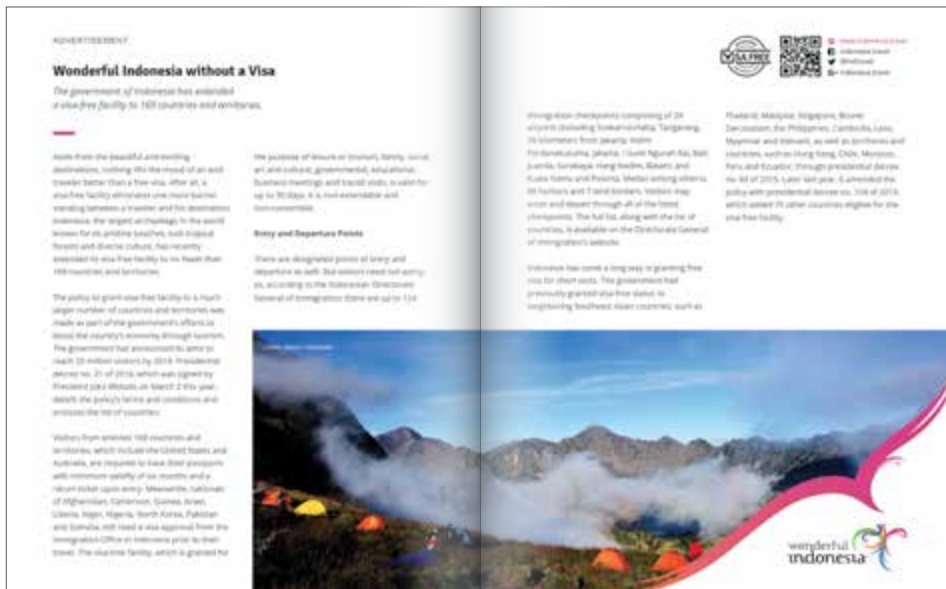 ADVERTISEMENT
Wonderful Indonesia without a Visa
The government of Indonesia has extended
a visa-free facility to 169 countries and territories.
Aside from the beautiful and exciting
destinations, nothing lifts the mood of an avid
traveler better than a free visa. After all, a
visa-free facility eliminates one more barrier
standing between a traveler and his destination.
Indonesia, the largest archipelago in the world
known for its pristine beaches, lush tropical
forests and diverse culture, has recently
extended its visa-free facility to no fewer than
169 countries and territories.
The policy to grant visa-free facility to a much
larger number of countries and territories was
made as part of the government's efforts to
boost the country's economy through tourism.
The government has announced its aims to
reach 20 million visitors by 2019. Presidential
decree no. 21 of 2016, which was signed by
President Joko Widodo on March 2 this year,
details the policy's terms and conditions and
encloses the list of countries.
Visitors from entitled 169 countries and
territories, which include the United States and
Australia, are required to have their passports
with minimum validity of six months and a
return ticket upon entry. Meanwhile, nationals
of Afghanistan, Cameroon, Guinea, Israel,
Liberia, Niger, Nigeria, North Korea, Pakistan
and Somalia, still need a visa approval from the
Immigration Office in Indonesia prior to their
travel. The visa-free facility, which is granted for
the purpose of leisure or tourism, family, social,
art and cultural, governmental, educational,
business meetings and transit visits, is valid for
up to 30 days. It is non-extendable and
non-convertible.
Entry and Departure Points
There are designated points of entry and
departure as well. But visitors need not worry,
as, according to the Indonesian Directorate
General of Immigration, there are up to 124
VISA FREE
indonesia.travel
indonesia.travel
immigration checkpoints comprising of 29
airports (including Soekarno-Hatta, Tangerang,
kilometers from Jakarta; Halim
Perdanakusuma, Jakarta; I Gusti Ngurah Rai, Bali;
Juanda, Surabaya; Hang Nadim, Batam; and
Kuala Namu and Polonia, Medan among others),
88 harbors and 7 land borders. Visitors may
enter and depart through all of the listed
checkpoints. The full list, along with the list of
countries, is available on the Directorate General
of Immigration's website.
Indonesia has come a long way in granting free
visa for short visits. The government had
previously granted visa-free status to
neighboring Southeast Asian countries, such as
Thailand, Malaysia, Singapore, Brunei
Darussalam, the Philippines, Cambodia, Laos,
Myanmar and Vietnam, as well as territories and
countries, such as Hong Kong, Chile, Morocco,
Peru, and Ecuador, through presidential decree
no. 69 of 2015. Later last year, it amended the
policy with presidential decree no. 104 of 2015,
which added 75 other countries eligible for the
visa-free facility.
wonderful
indonesia